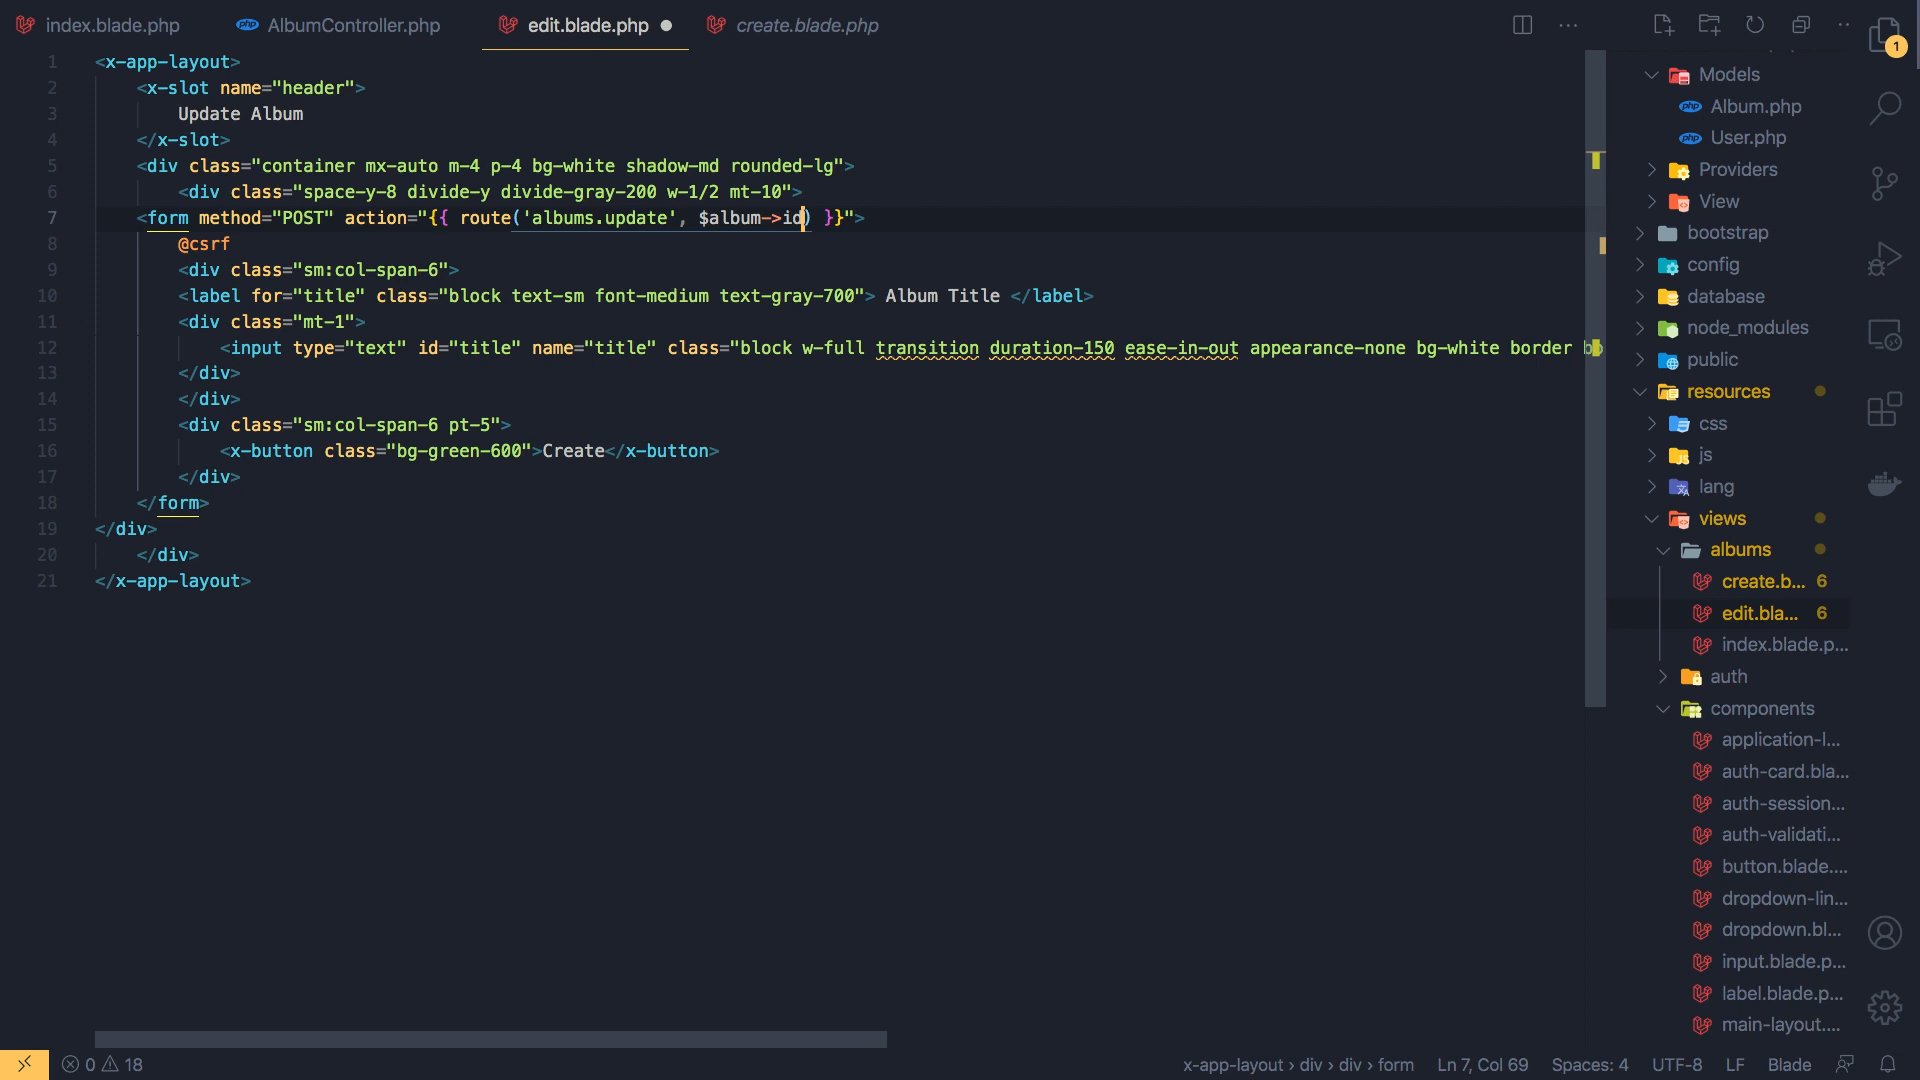 index.blade.php AlbumController.php edit.blade.php create.blade.php
1
1 <x-app-layout>
2 <x-slot name="header">
3 Update Album
4 </x-slot>
5 <div class="container mx-auto m-4 p-4 bg-white shadow-md rounded-lg">
6 <div class="space-y-8 divide-y divide-gray-200 w-1/2 mt-10">
7 <form method="POST" action="{{ route('albums.update', $album->id) }}">
8 @csrf
9 <div class="sm:col-span-6">
10 <label for="title" class="block text-sm font-medium text-gray-700"> Album Title </label>
11 <div class="mt-1">
12 <input type="text" id="title" name="title" class="block w-full transition duration-150 ease-in-out appearance-none bg-white border
13 </div>
14 </div>
15 <div class="sm:col-span-6 pt-5">
16 <x-button class="bg-green-600">Create</x-button>
17 </div>
18 </form>
19 </div>
20 </div>
21 </x-app-layout>
Models
php Album.php
php User.php
Providers
View
bootstrap
config
database
node_modules
public
resources
css
js
lang
views
albums
create.b... 6
edit.bla... 6
index.blade.p...
auth
components
application-l...
auth-card.bla...
auth-session...
auth-validati...
button.blade....
dropdown-lin...
dropdown.bl...
input.blade.p...
label.blade.p...
main-layout....
0 18 x-app-layout › div › div › form Ln 7, Col 69 Spaces: 4 UTF-8 LF Blade